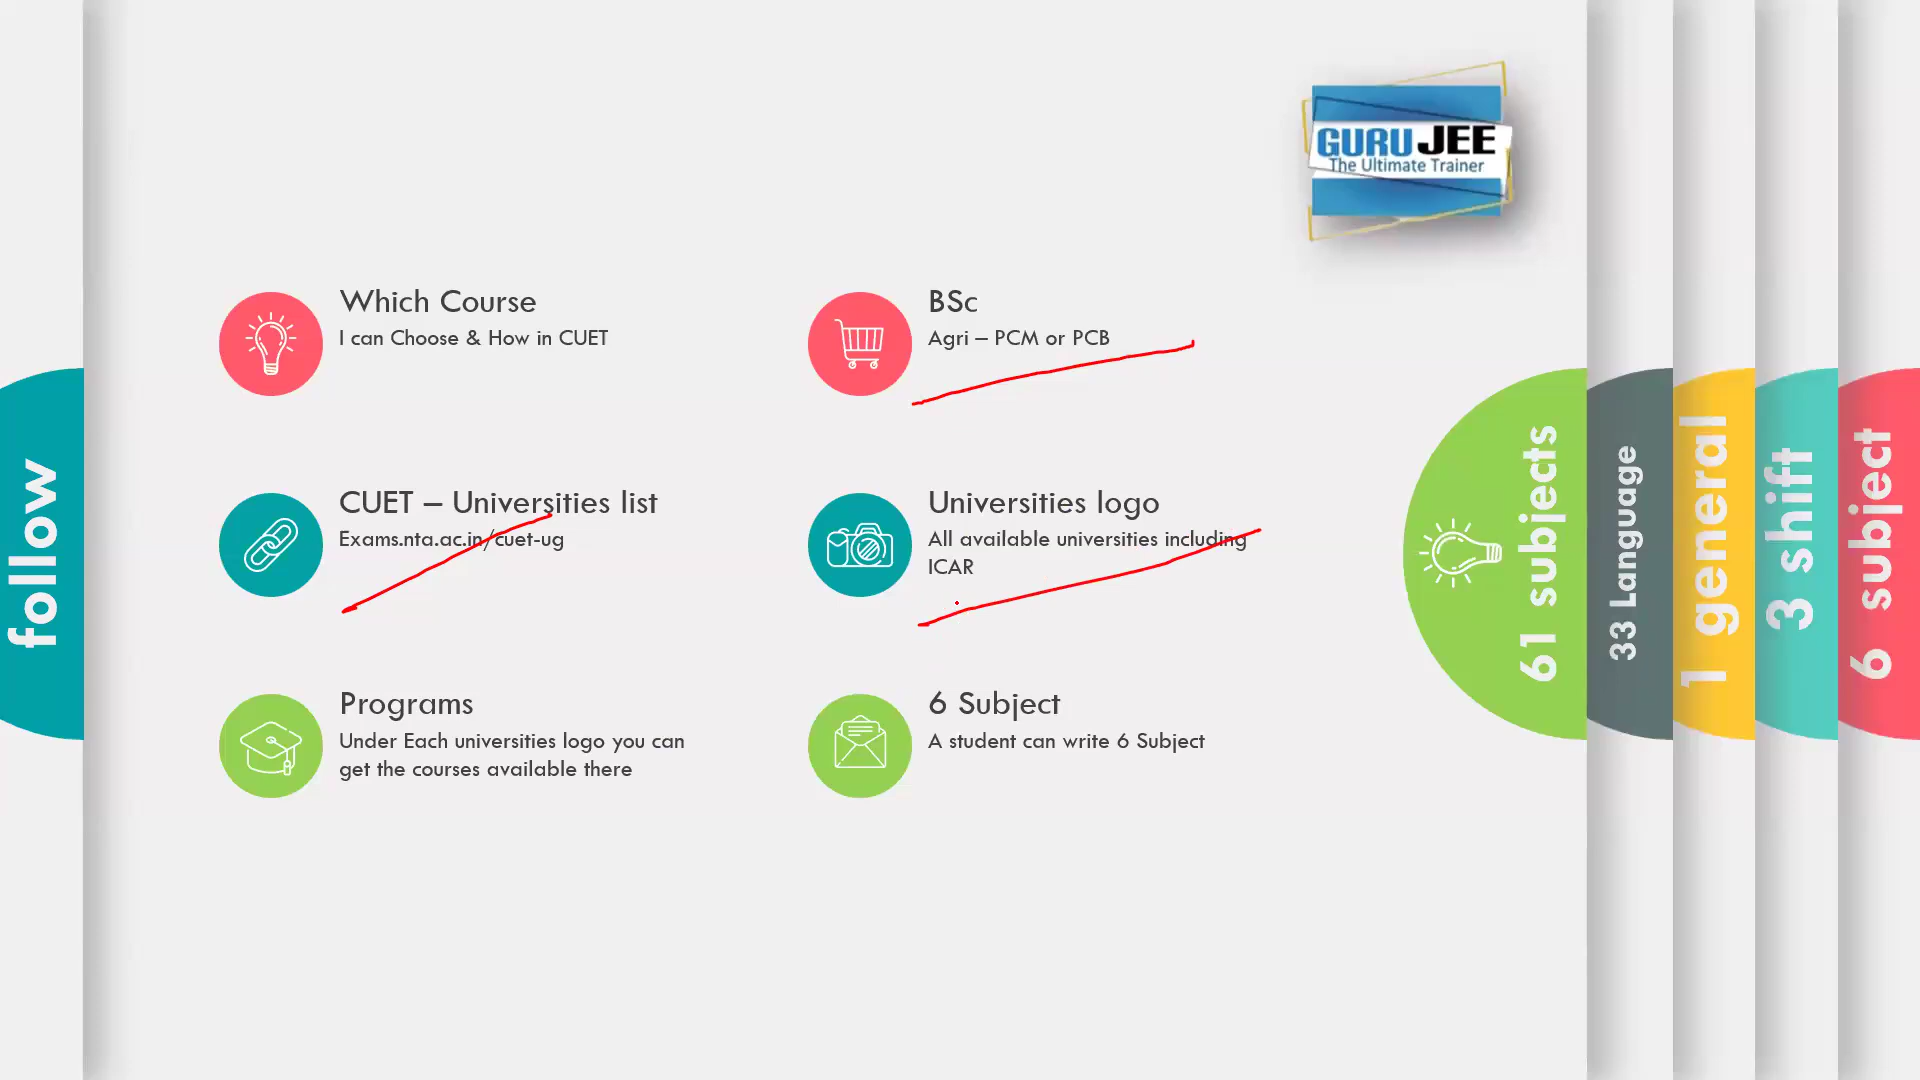 follow
GURU JEE
The Ultimate Trainer
Which Course
I can Choose & How in CUET
BSc
Agri – PCM or PCB
CUET – Universities list
Exams.nta.ac.in/cuet-ug
Universities logo
All available universities including
ICAR
Programs
Under Each universities logo you can
get the courses available there
6 Subject
A student can write 6 Subject
61 subjects
33 Language
1 general
3 shift
6 subject